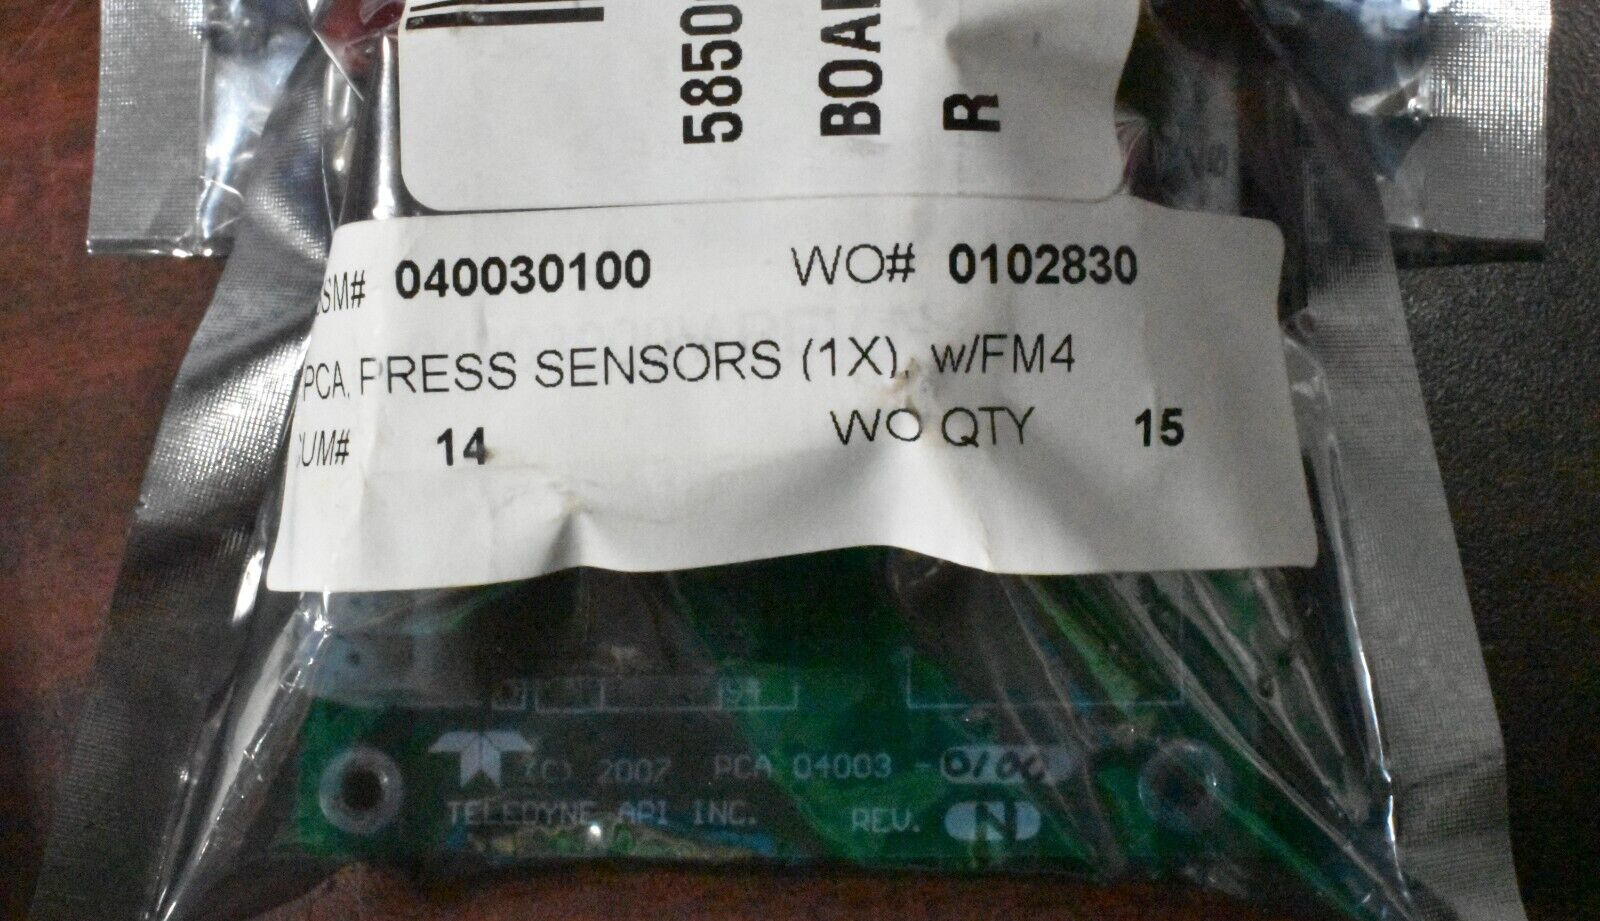 5850
BOA
R
SM# 040030100 WO# 0102830
PCA, PRESS SENSORS (1X), w/FM4
UM# 14 WO QTY 15
(C) 2007 PCA 04003 - 0100
TELEDYNE API INC. REV. N